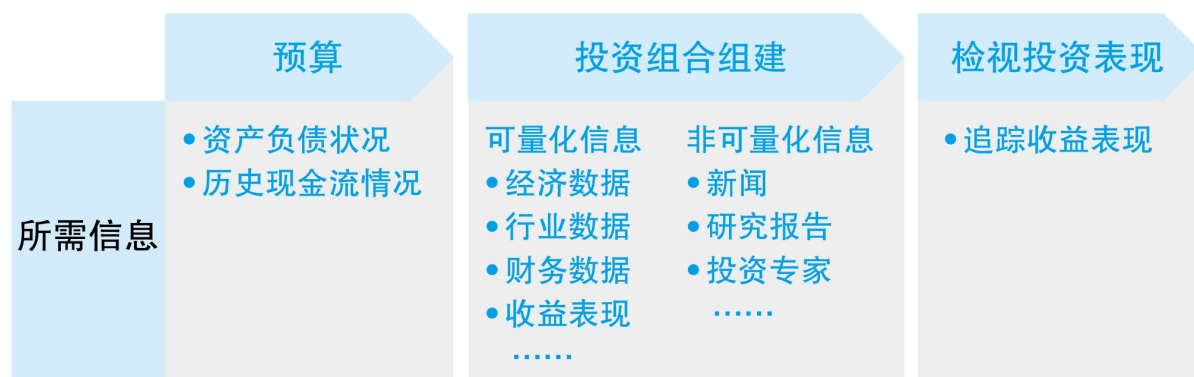 预算
投资组合组建
检视投资表现
所需信息
•资产负债状况
•历史现金流情况
可量化信息
•经济数据
•行业数据
•财务数据
•收益表现
……
非可量化信息
•新闻
•研究报告
•投资专家
……
•追踪收益表现